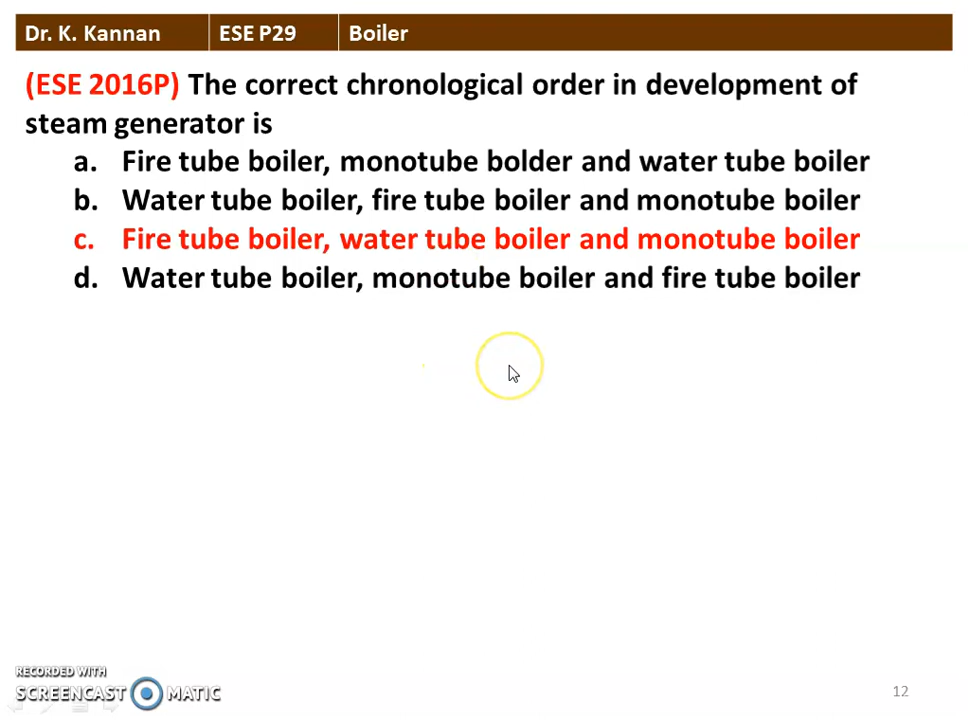 Dr. K. Kannan ESE P29 Boiler
(ESE 2016P) The correct chronological order in development of
steam generator is
a. Fire tube boiler, monotube bolder and water tube boiler
b. Water tube boiler, fire tube boiler and monotube boiler
c. Fire tube boiler, water tube boiler and monotube boiler
d. Water tube boiler, monotube boiler and fire tube boiler
RECORDED WITH
SCREENCAST MATIC
12